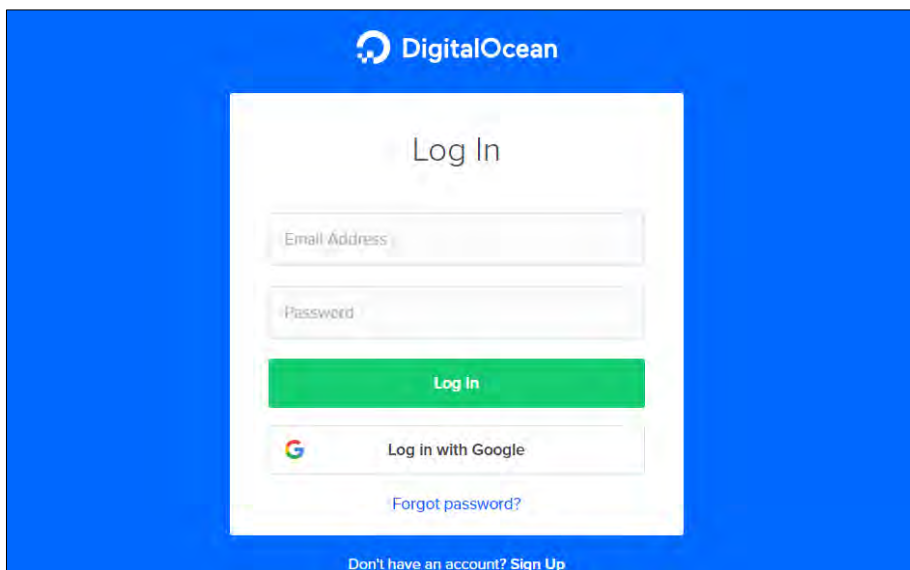 DigitalOcean
Log In
Email Address
Password
Log In
Log in with Google
Forgot password?
Don't have an account? Sign Up